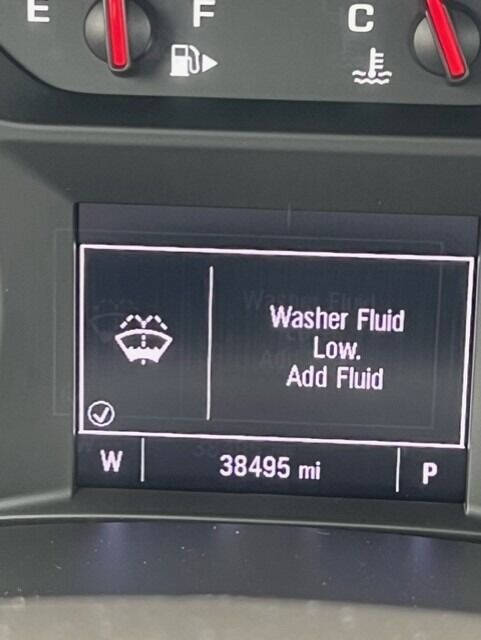 E F C
Washer Fluid
Low.
Add Fluid
W 38495 mi P